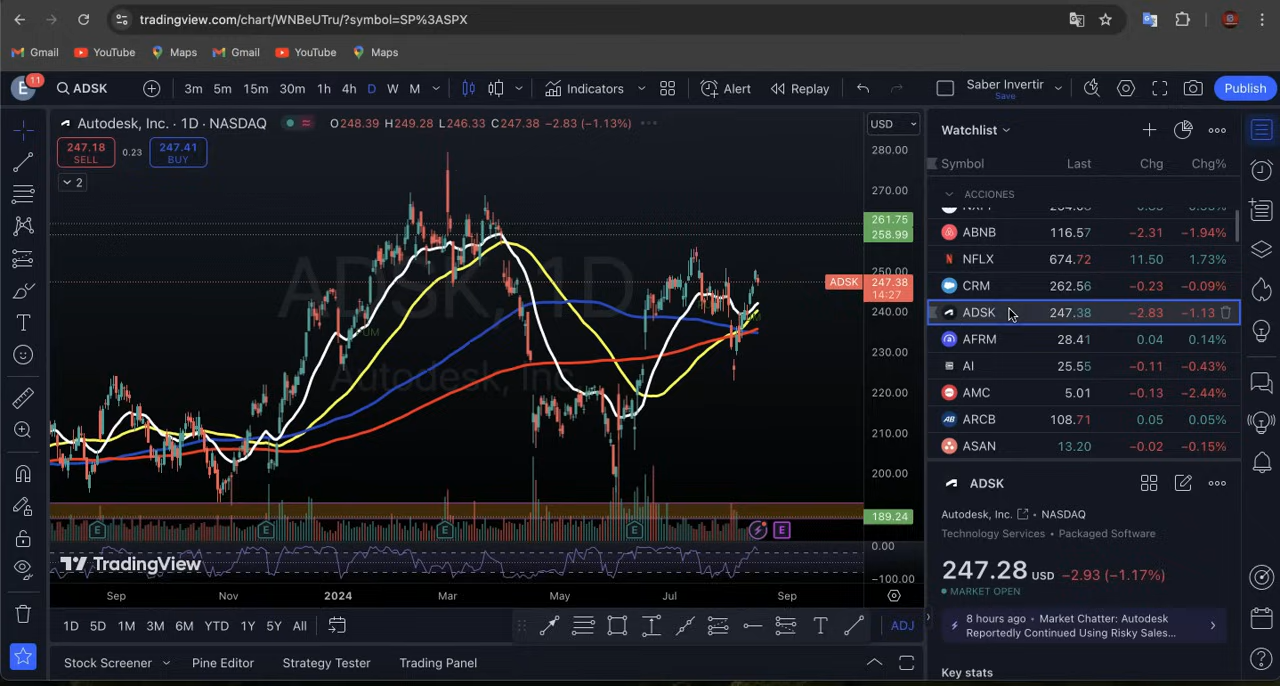 tradingview.com/chart/WNBeUTru/?symbol=SP%3ASPX
Gmail YouTube Maps Gmail YouTube Maps
E 11 ADSK 3m 5m 15m 30m 1h 4h D W M Indicators Alert Replay Saber Invertir Save Publish
Autodesk, Inc. · 1D · NASDAQ O248.39 H249.28 L246.33 C247.38 −2.83 (−1.13%)
USD
247.18 SELL 0.23 247.41 BUY
2
280.00
270.00
261.75
258.99
250.00
ADSK 247.38
14:27
240.00
230.00
220.00
210.00
200.00
189.24
0.00
−100.00
ADSK, 1D
Autodesk, Inc.
E E E E E
TradingView
Sep Nov 2024 Mar May Jul Sep
1D 5D 1M 3M 6M YTD 1Y 5Y All ADJ
Stock Screener Pine Editor Strategy Tester Trading Panel
Watchlist
Symbol Last Chg Chg%
ACCIONES
ABNB 116.57 −2.31 −1.94%
NFLX 674.72 11.50 1.73%
CRM 262.56 −0.23 −0.09%
ADSK 247.38 −2.83 −1.13
AFRM 28.41 0.04 0.14%
AI 25.55 −0.11 −0.43%
AMC 5.01 −0.13 −2.44%
ARCB 108.71 0.05 0.05%
ASAN 13.20 −0.02 −0.15%
ADSK
Autodesk, Inc. • NASDAQ
Technology Services • Packaged Software
247.28 USD −2.93 (−1.17%)
MARKET OPEN
8 hours ago • Market Chatter: Autodesk
Reportedly Continued Using Risky Sales...
Key stats